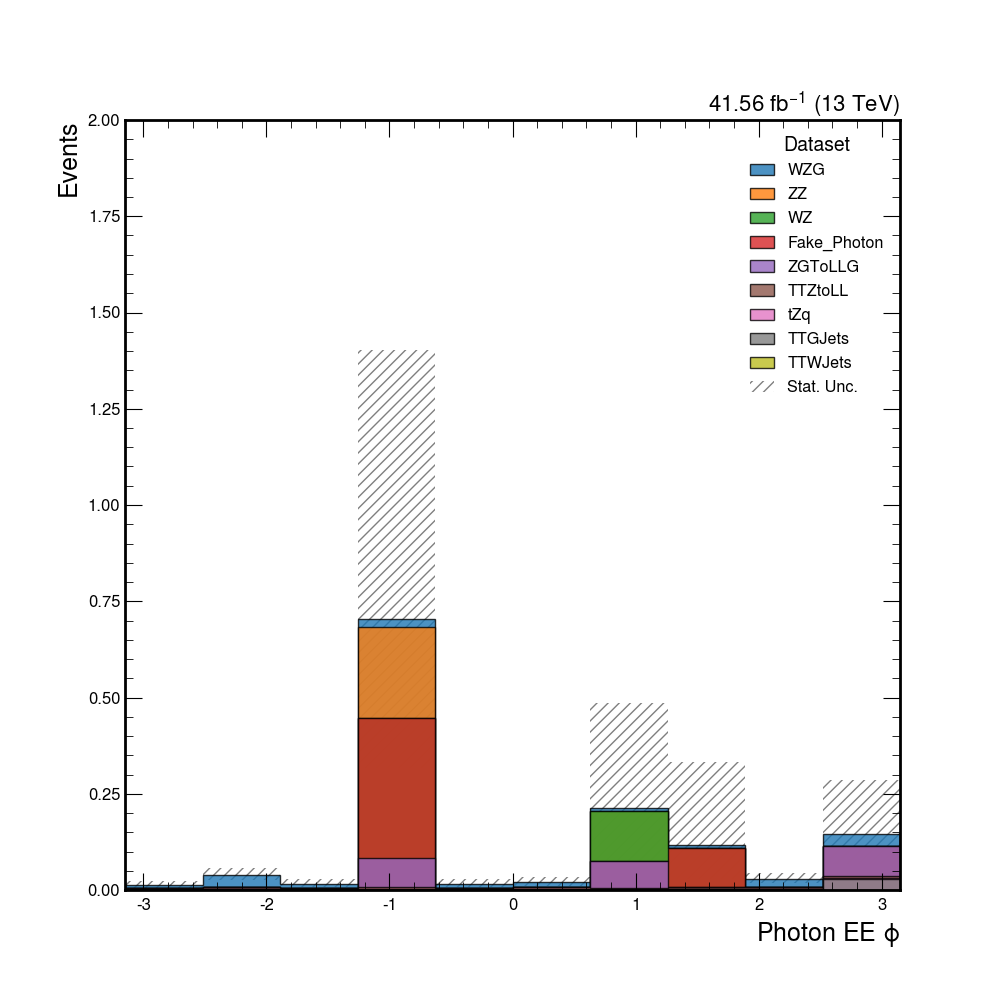 41.56 fb⁻¹ (13 TeV)
Events
2.00
1.75
1.50
1.25
1.00
0.75
0.50
0.25
0.00
Dataset
WZG
ZZ
WZ
Fake_Photon
ZGToLLG
TTZtoLL
tZq
TTGJets
TTWJets
Stat. Unc.
-3 -2 -1 0 1 2 3
Photon EE ϕ